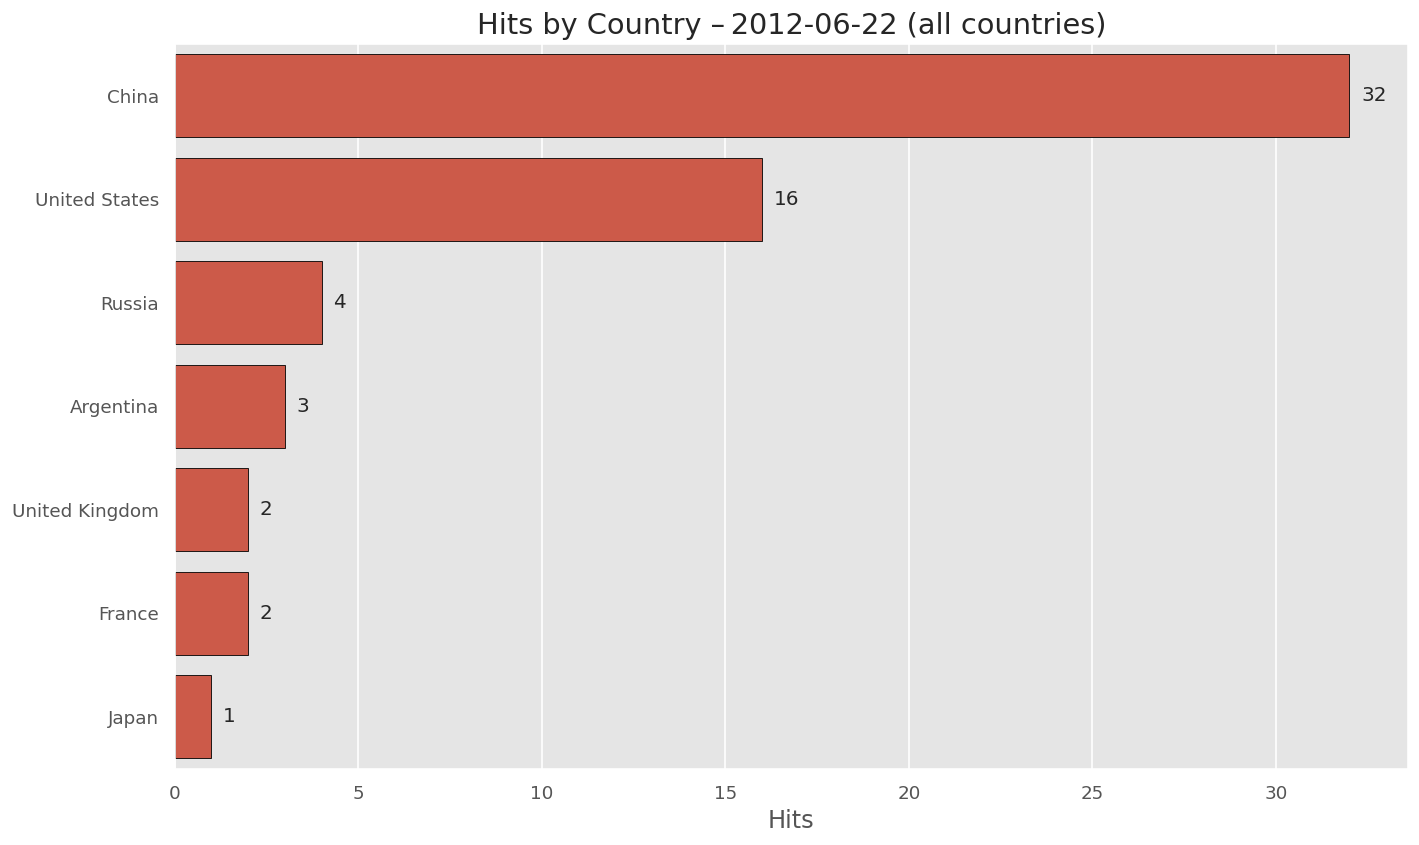 Hits by Country – 2012-06-22 (all countries)
China 32
United States 16
Russia 4
Argentina 3
United Kingdom 2
France 2
Japan 1
0 5 10 15 20 25 30
Hits